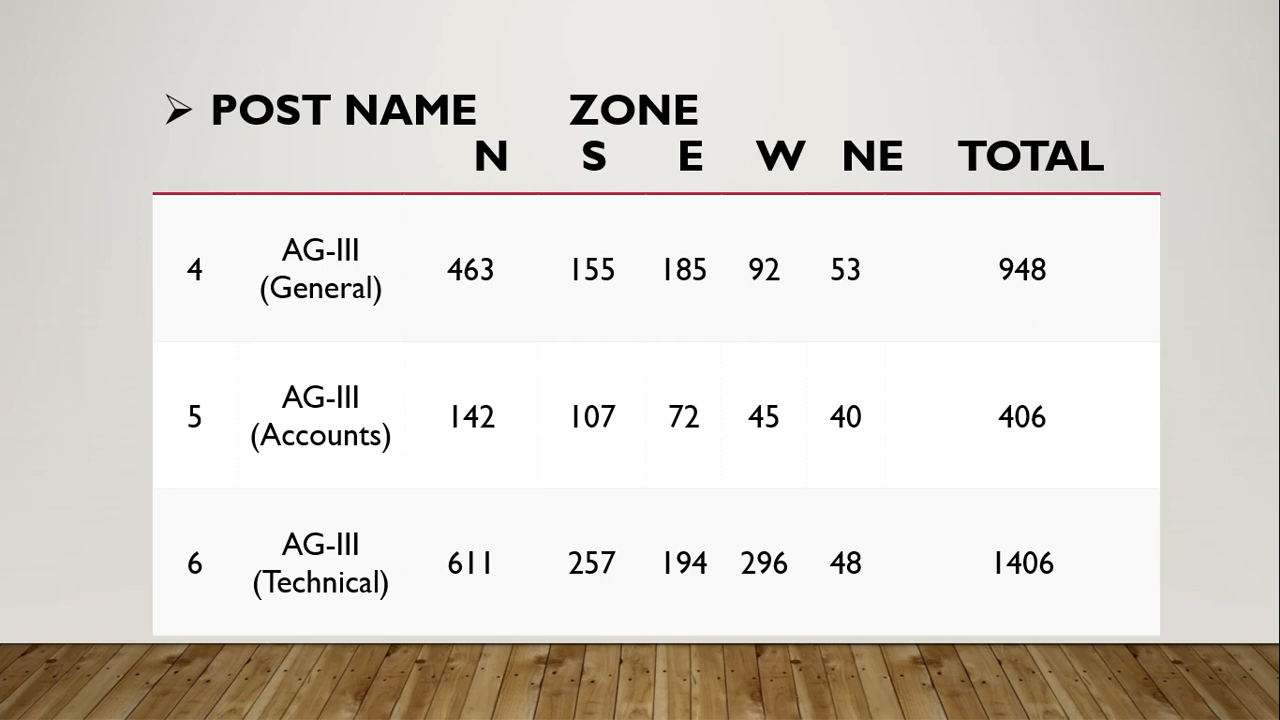 ➢ POST NAME ZONE
N S E W NE TOTAL
4 AG-III (General) 463 155 185 92 53 948
5 AG-III (Accounts) 142 107 72 45 40 406
6 AG-III (Technical) 611 257 194 296 48 1406